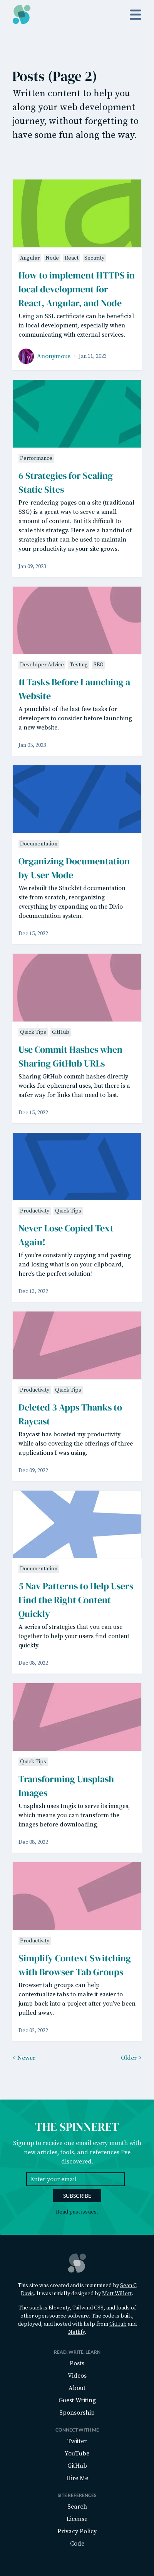 Posts (Page 2)
Written content to help you
along your web development
journey, without forgetting to
have some fun along the way.
Angular Node React Security
How to implement HTTPS in
local development for
React, Angular, and Node
Using an SSL certificate can be beneficial
in local development, especially when
communicating with external services.
Anonymous Jan 11, 2023
Performance
6 Strategies for Scaling
Static Sites
Pre-rendering pages on a site (traditional
SSG) is a great way to serve a small
amount of content. But it's difficult to
scale this strategy. Here are a handful of
strategies that can be used to maintain
your productivity as your site grows.
Jan 09, 2023
Developer Advice Testing SEO
11 Tasks Before Launching a
Website
A punchlist of the last few tasks for
developers to consider before launching
a new website.
Jan 05, 2023
Documentation
Organizing Documentation
by User Mode
We rebuilt the Stackbit documentation
site from scratch, reorganizing
everything by expanding on the Divio
documentation system.
Dec 15, 2022
Quick Tips GitHub
Use Commit Hashes when
Sharing GitHub URLs
Sharing GitHub commit hashes directly
works for ephemeral uses, but there is a
safer way for links that need to last.
Dec 15, 2022
Productivity Quick Tips
Never Lose Copied Text
Again!
If you're constantly copying and pasting
and losing what is on your clipboard,
here's the perfect solution!
Dec 13, 2022
Productivity Quick Tips
Deleted 3 Apps Thanks to
Raycast
Raycast has boosted my productivity
while also covering the offerings of three
applications I was using.
Dec 09, 2022
Documentation
5 Nav Patterns to Help Users
Find the Right Content
Quickly
A series of strategies that you can use
together to help your users find content
quickly.
Dec 08, 2022
Quick Tips
Transforming Unsplash
Images
Unsplash uses Imgix to serve its images,
which means you can transform the
images before downloading.
Dec 08, 2022
Productivity
Simplify Context Switching
with Browser Tab Groups
Browser tab groups can help
contextualize tabs to make it easier to
jump back into a project after you've been
pulled away.
Dec 02, 2022
< Newer Older >
THE SPINNERET
Sign up to receive one email every month with
new articles, tools, and references I've
discovered.
Enter your email
SUBSCRIBE
Read past issues.
This site was created and is maintained by Sean C
Davis. It was initially designed by Matt Willett.
The stack is Eleventy, Tailwind CSS, and loads of
other open source software. The code is built,
deployed, and hosted with help from GitHub and
Netlify.
READ, WRITE, LEARN
Posts
Videos
About
Guest Writing
Sponsorship
CONNECT WITH ME
Twitter
YouTube
GitHub
Hire Me
SITE REFERENCES
Search
License
Privacy Policy
Code